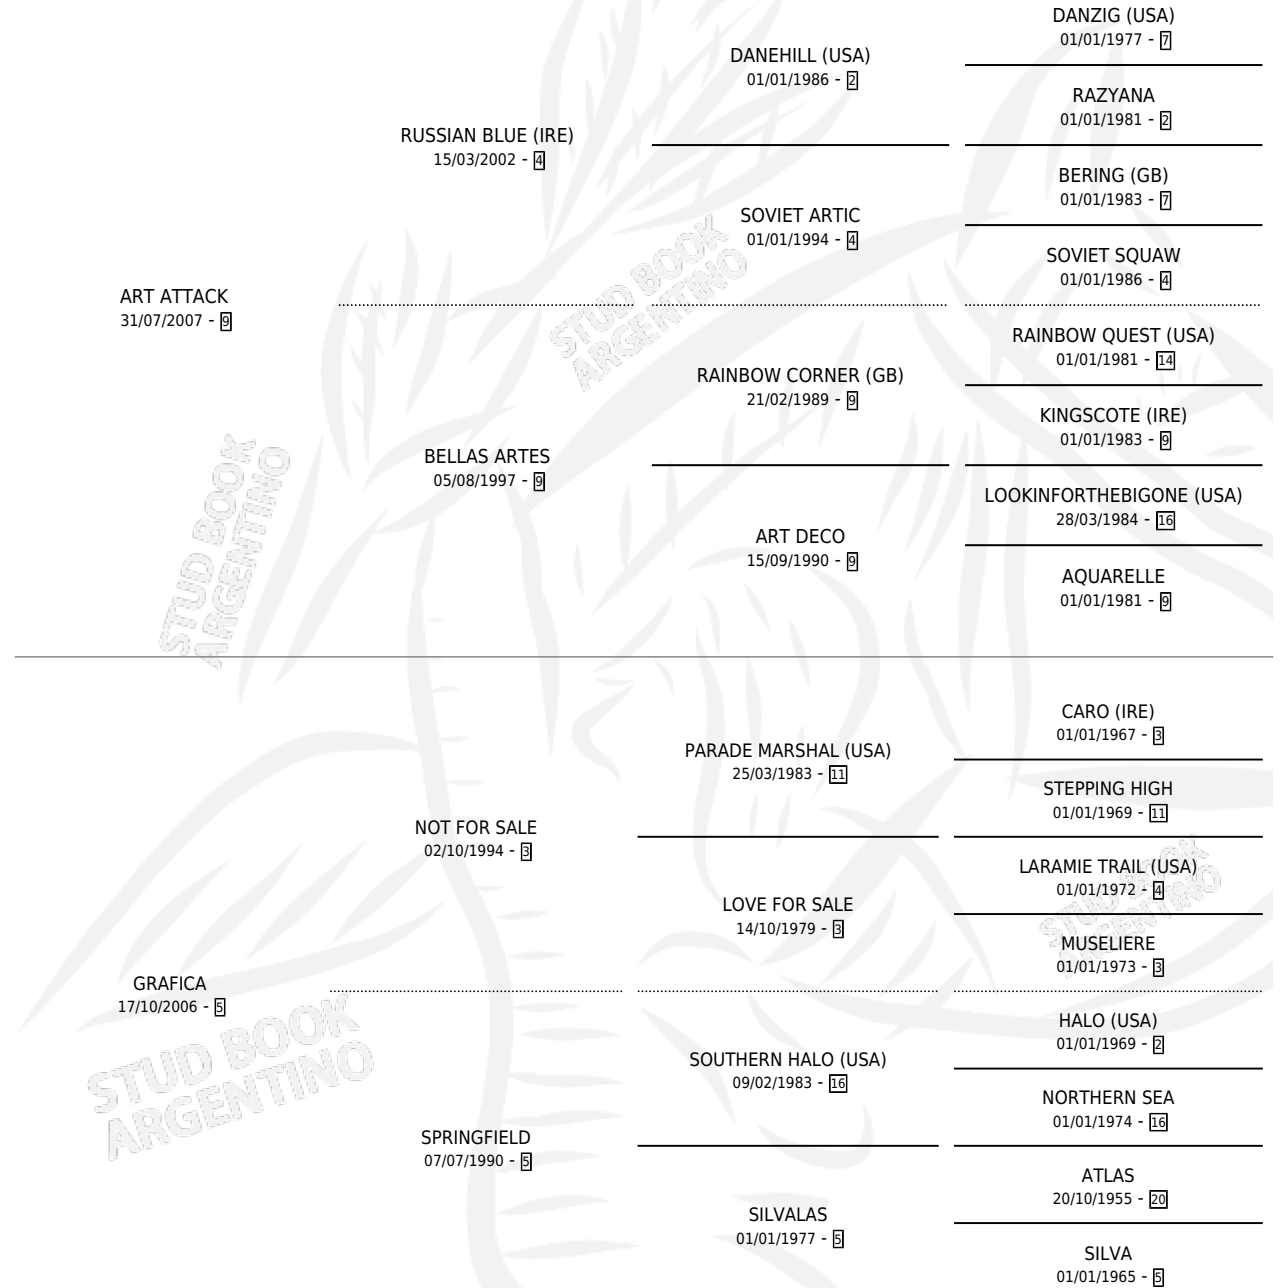 DANZIG (USA)
01/01/1977 - 7
DANEHILL (USA)
01/01/1986 - 2
RAZYANA
01/01/1981 - 2
RUSSIAN BLUE (IRE)
15/03/2002 - 4
BERING (GB)
01/01/1983 - 7
SOVIET ARTIC
01/01/1994 - 4
SOVIET SQUAW
01/01/1986 - 4
ART ATTACK
31/07/2007 - 9
RAINBOW QUEST (USA)
01/01/1981 - 14
RAINBOW CORNER (GB)
21/02/1989 - 9
KINGSCOTE (IRE)
01/01/1983 - 9
BELLAS ARTES
05/08/1997 - 9
LOOKINFORTHEBIGONE (USA)
28/03/1984 - 16
ART DECO
15/09/1990 - 9
AQUARELLE
01/01/1981 - 9
CARO (IRE)
01/01/1967 - 3
PARADE MARSHAL (USA)
25/03/1983 - 11
STEPPING HIGH
01/01/1969 - 11
NOT FOR SALE
02/10/1994 - 3
LARAMIE TRAIL (USA)
01/01/1972 - 4
LOVE FOR SALE
14/10/1979 - 3
MUSELIERE
01/01/1973 - 3
GRAFICA
17/10/2006 - 5
HALO (USA)
01/01/1969 - 2
SOUTHERN HALO (USA)
09/02/1983 - 16
NORTHERN SEA
01/01/1974 - 16
SPRINGFIELD
07/07/1990 - 5
ATLAS
20/10/1955 - 20
SILVALAS
01/01/1977 - 5
SILVA
01/01/1965 - 5
STUD BOOK
ARGENTINO
STUD BOOK
ARGENTINO
STUD BOOK
ARGENTINO
STUD BOOK
ARGENTINO